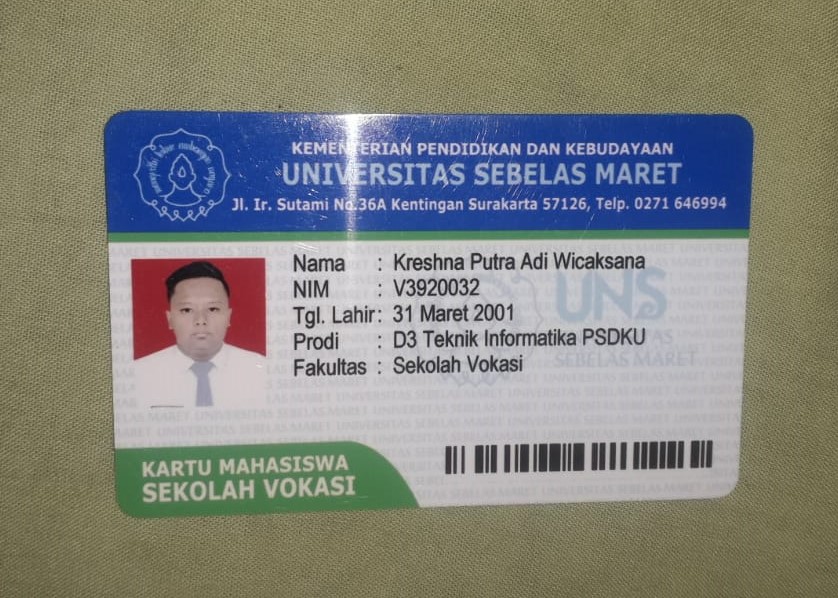 KEMENTERIAN PENDIDIKAN DAN KEBUDAYAAN
UNIVERSITAS SEBELAS MARET
Jl. Ir. Sutami No.36A Kentingan Surakarta 57126, Telp. 0271 646994
Nama : Kreshna Putra Adi Wicaksana
NIM : V3920032
Tgl. Lahir : 31 Maret 2001
Prodi : D3 Teknik Informatika PSDKU
Fakultas : Sekolah Vokasi
UNS
UNIVERSITAS
SEBELAS MARET
KARTU MAHASISWA
SEKOLAH VOKASI